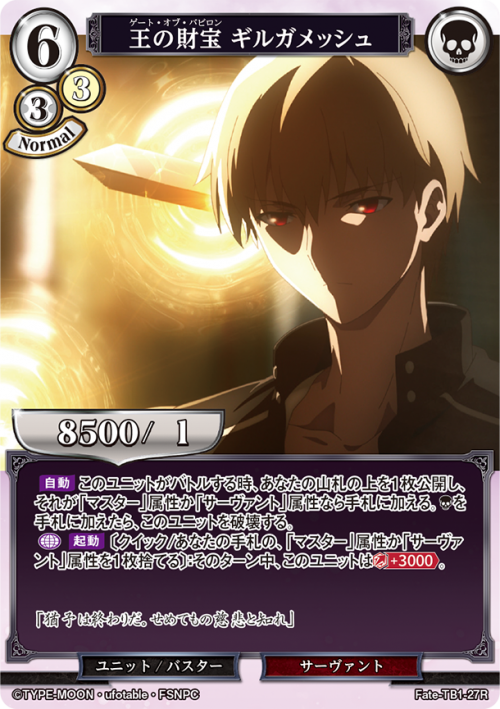 6
ゲート・オブ・バビロン
王の財宝 ギルガメッシュ
3
3
Normal
8500/ 1
自動 このユニットがバトルする時、あなたの山札の上を1枚公開し、
それが「マスター」属性か「サーヴァント」属性なら手札に加える。を
手札に加えたら、このユニットを破壊する。
起動 〔クイック/あなたの手札の、「マスター」属性か「サーヴァ
ント」属性を1枚捨てる〕:そのターン中、このユニットは+3000。
「猶予は終わりだ。せめてもの慈悲と知れ」
ユニット / バスター
サーヴァント
©TYPE-MOON・ufotable・FSNPC
Fate-TB1-27R